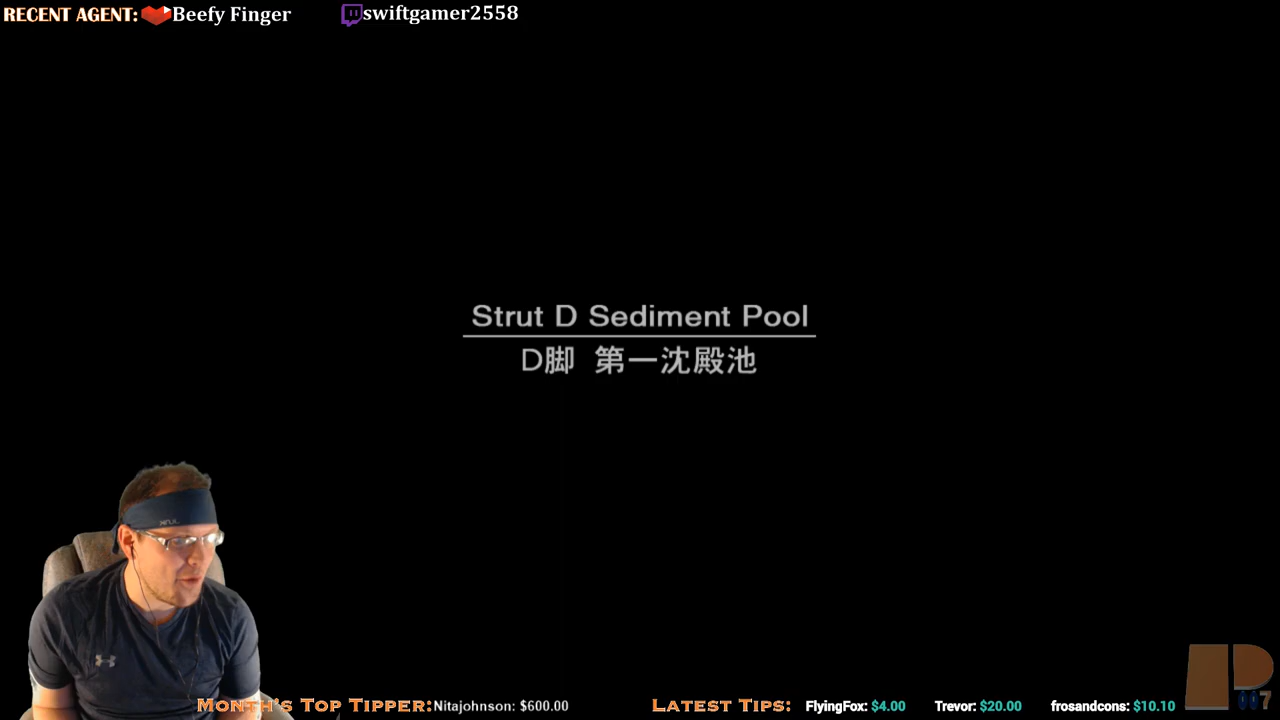 RECENT AGENT: Beefy Finger swiftgamer2558
Strut D Sediment Pool
D脚 第一沈殿池
MONTH'S TOP TIPPER: Nitajohnson: $600.00 LATEST TIPS: FlyingFox: $4.00 Trevor: $20.00 frosandcons: $10.10
P
007